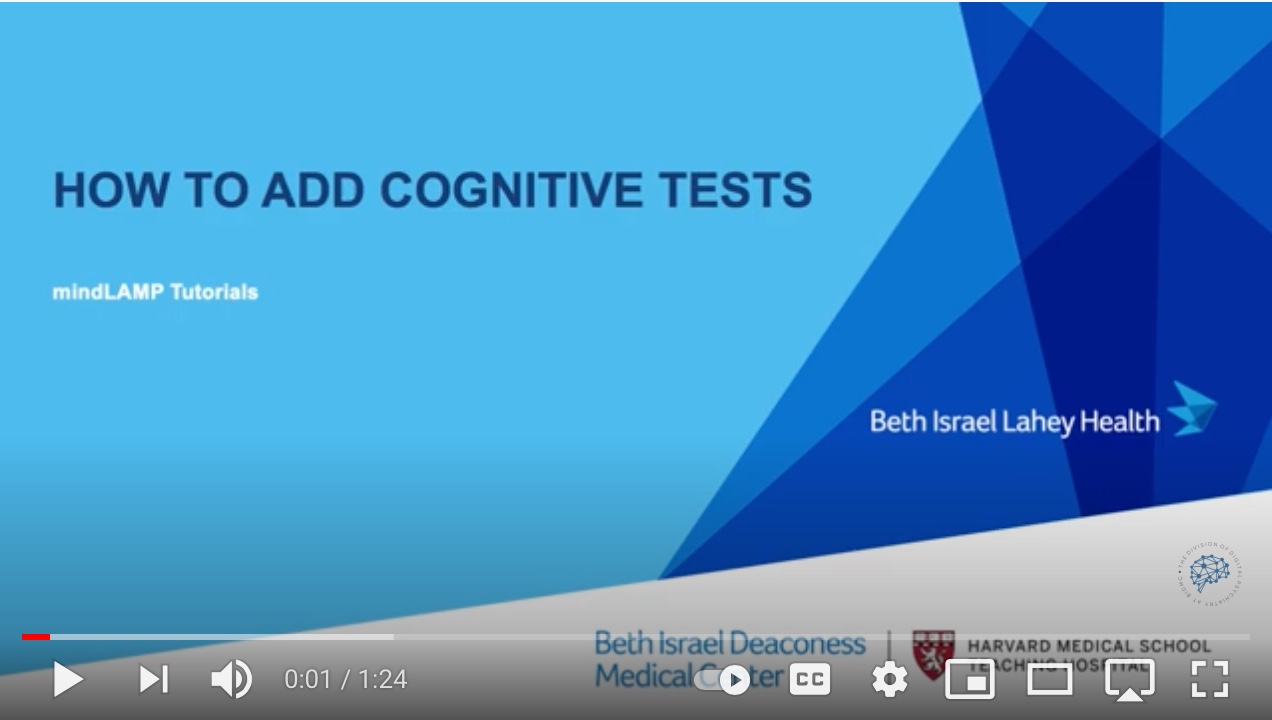 HOW TO ADD COGNITIVE TESTS
mindLAMP Tutorials
Beth Israel Lahey Health
THE DIVISION OF DIGITAL PSYCHIATRY AT BIDMC
Beth Israel Deaconess
Medical Center
HARVARD MEDICAL SCHOOL
TEACHING HOSPITAL
0:01 / 1:24
CC